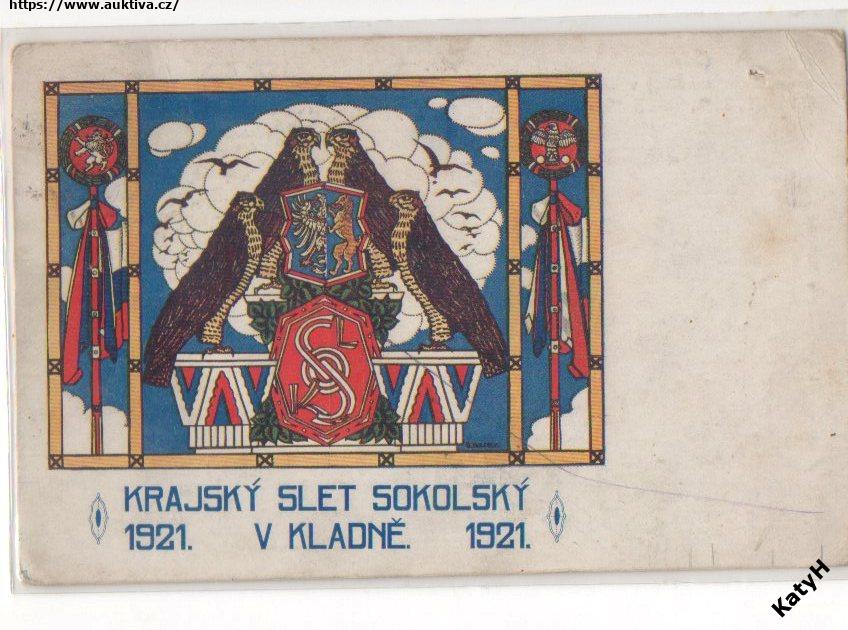 https://www.auktiva.cz/
KRAJSKÝ SLET SOKOLSKÝ
1921. V KLADNĚ. 1921.
KatyH